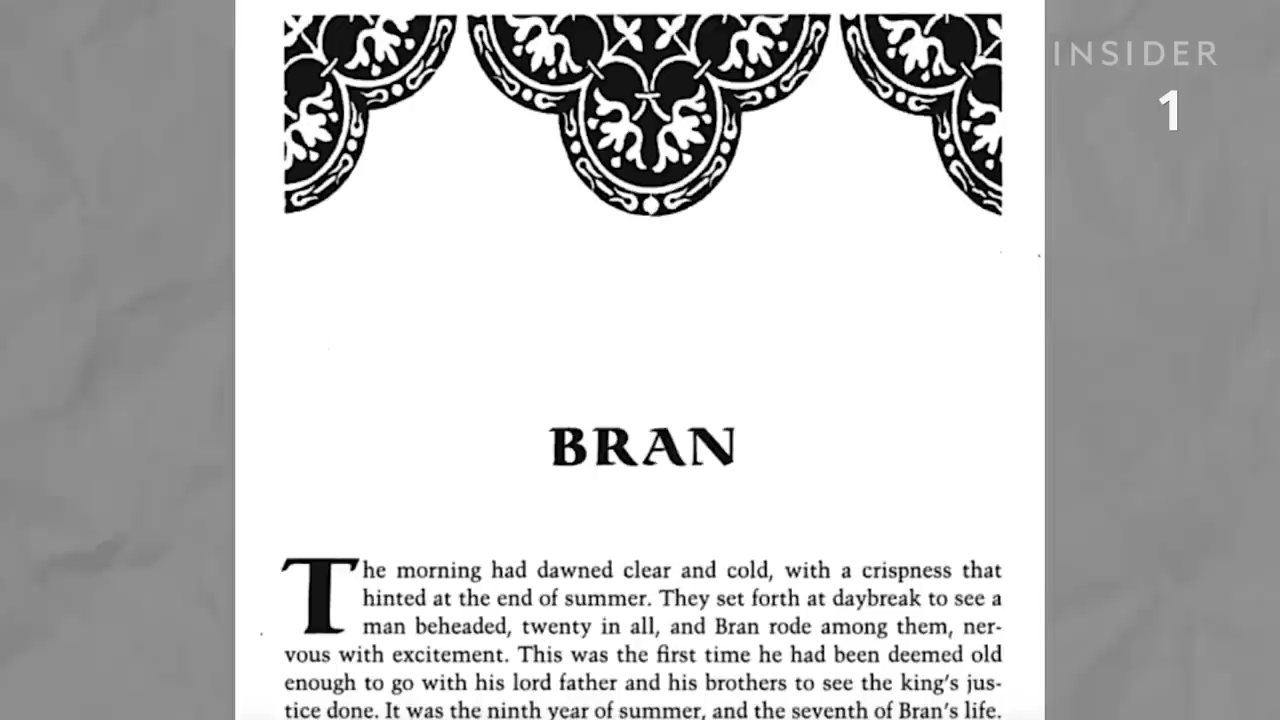 INSIDER
1
BRAN
The morning had dawned clear and cold, with a crispness that
hinted at the end of summer. They set forth at daybreak to see a
man beheaded, twenty in all, and Bran rode among them, ner-
vous with excitement. This was the first time he had been deemed old
enough to go with his lord father and his brothers to see the king's jus-
tice done. It was the ninth year of summer, and the seventh of Bran's life.